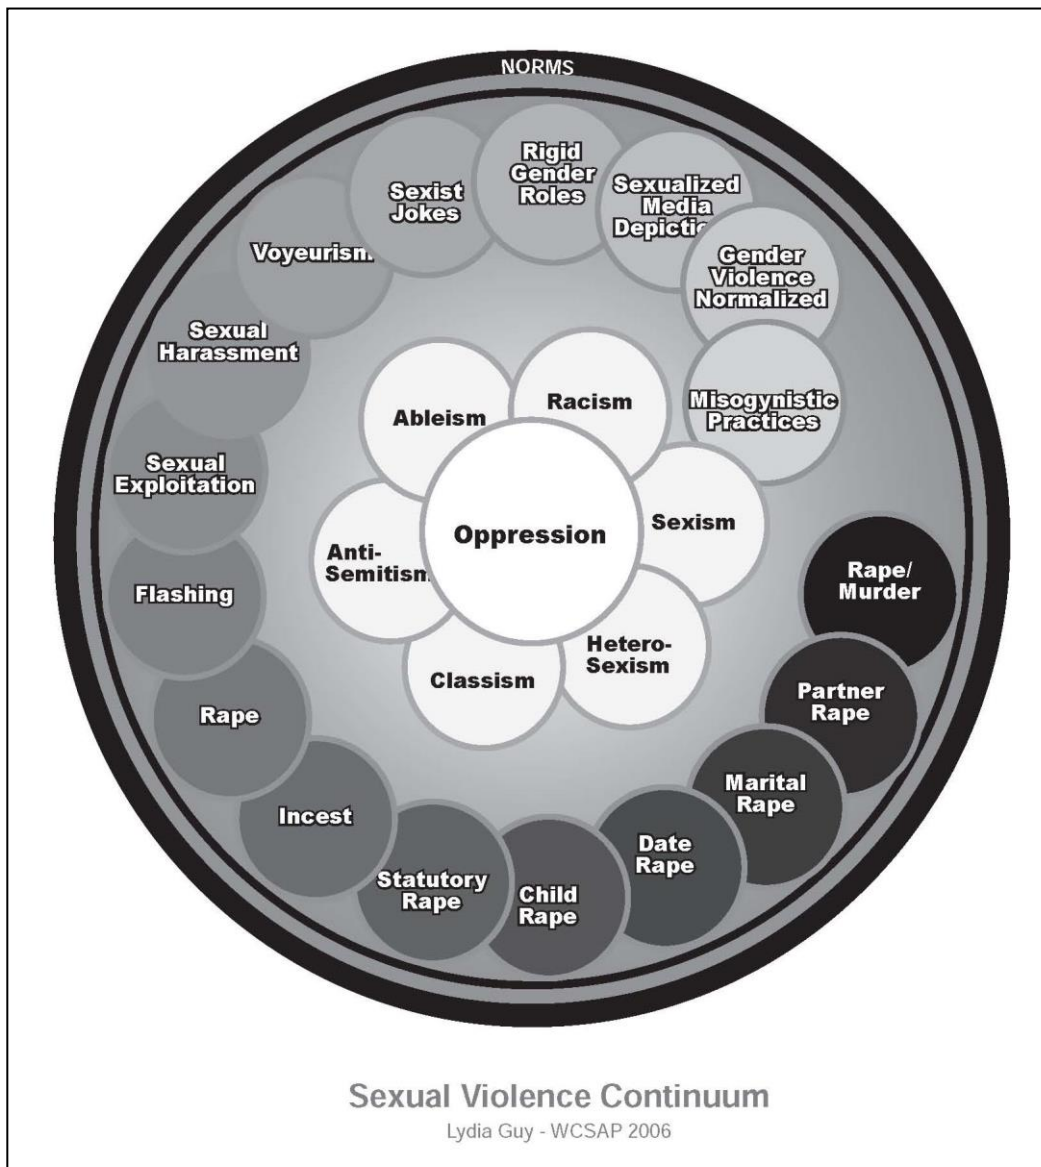 NORMS
Rigid
Gender
Roles
Sexualized
Media
Depiction
Gender
Violence
Normalized
Misogynistic
Practices
Sexist
Jokes
Voyeurism
Sexual
Harassment
Sexual
Exploitation
Flashing
Rape
Incest
Statutory
Rape
Child
Rape
Date
Rape
Marital
Rape
Partner
Rape
Rape/
Murder
Ableism
Racism
Sexism
Hetero-
Sexism
Classism
Anti-
Semitism
Oppression
Sexual Violence Continuum
Lydia Guy - WCSAP 2006